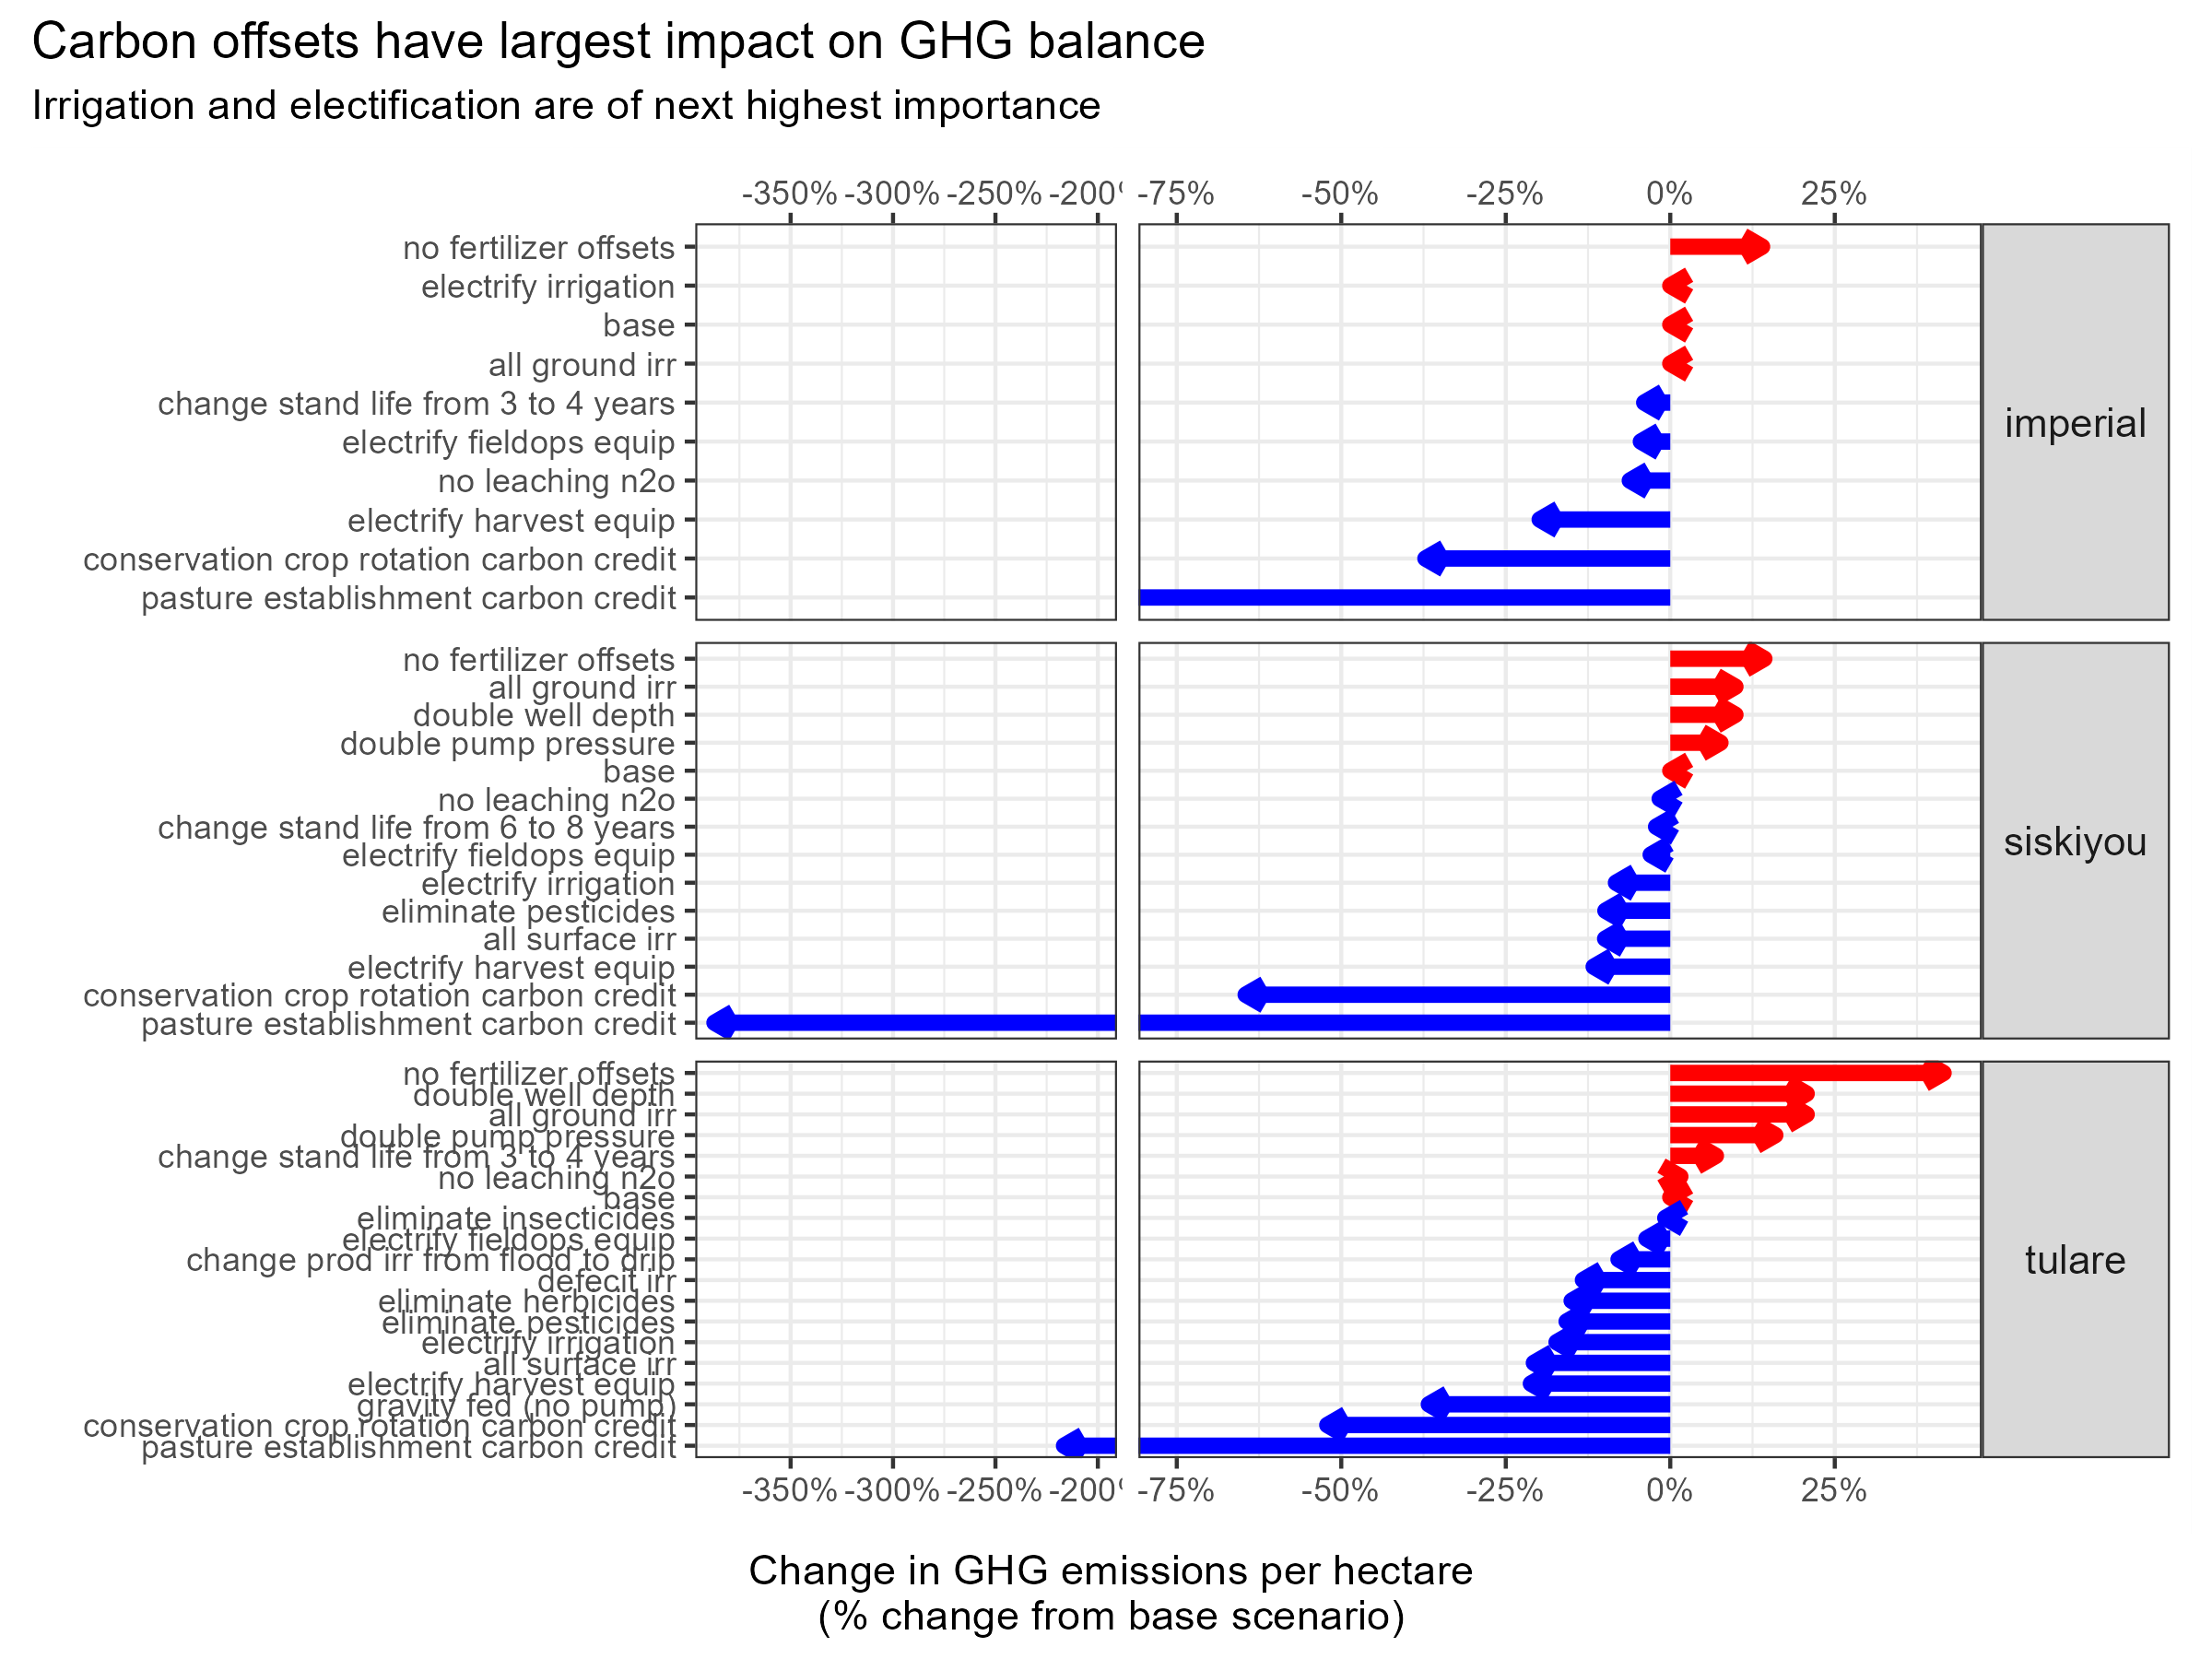 Carbon offsets have largest impact on GHG balance
Irrigation and electification are of next highest importance
-350% -300% -250% -200% -75% -50% -25% 0% 25%
no fertilizer offsets
electrify irrigation
base
all ground irr
change stand life from 3 to 4 years
electrify fieldops equip
no leaching n2o
electrify harvest equip
conservation crop rotation carbon credit
pasture establishment carbon credit
imperial
no fertilizer offsets
all ground irr
double well depth
double pump pressure
base
no leaching n2o
change stand life from 6 to 8 years
electrify fieldops equip
electrify irrigation
eliminate pesticides
all surface irr
electrify harvest equip
conservation crop rotation carbon credit
pasture establishment carbon credit
siskiyou
no fertilizer offsets
double well depth
all ground irr
double pump pressure
change stand life from 3 to 4 years
no leaching n2o
base
eliminate insecticides
electrify fieldops equip
change prod irr from flood to drip
defecit irr
eliminate herbicides
eliminate pesticides
electrify irrigation
all surface irr
electrify harvest equip
gravity fed (no pump)
conservation crop rotation carbon credit
pasture establishment carbon credit
tulare
-350% -300% -250% -200% -75% -50% -25% 0% 25%
Change in GHG emissions per hectare
(% change from base scenario)